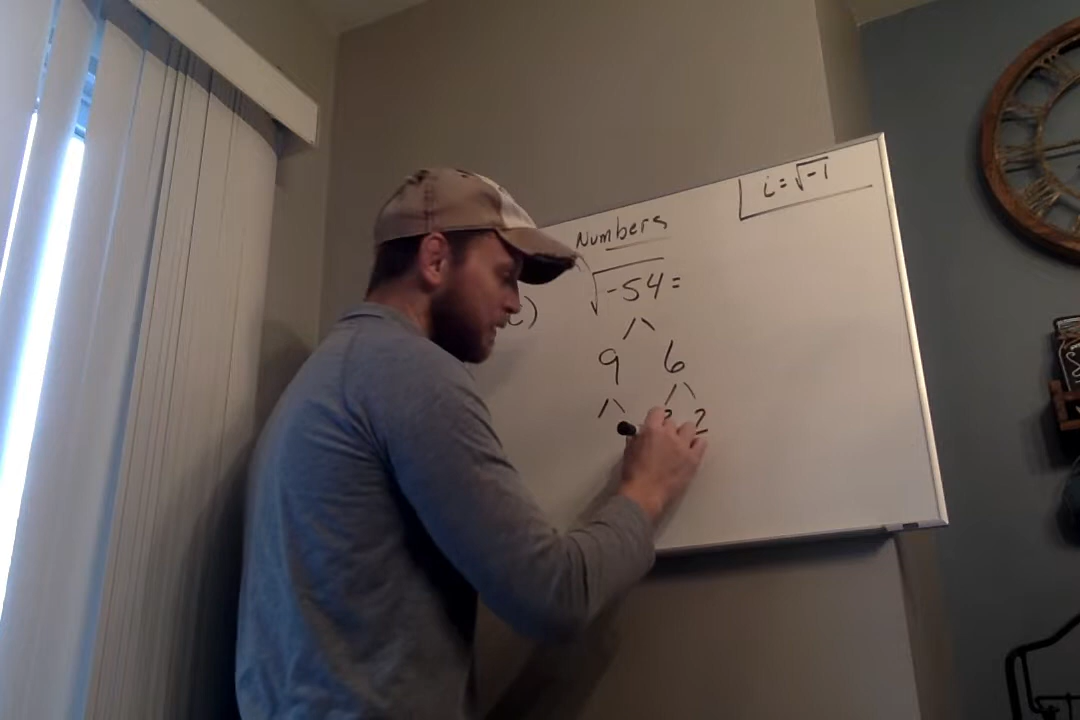 i = √-1
Numbers
c) √-54 =
9 6
2